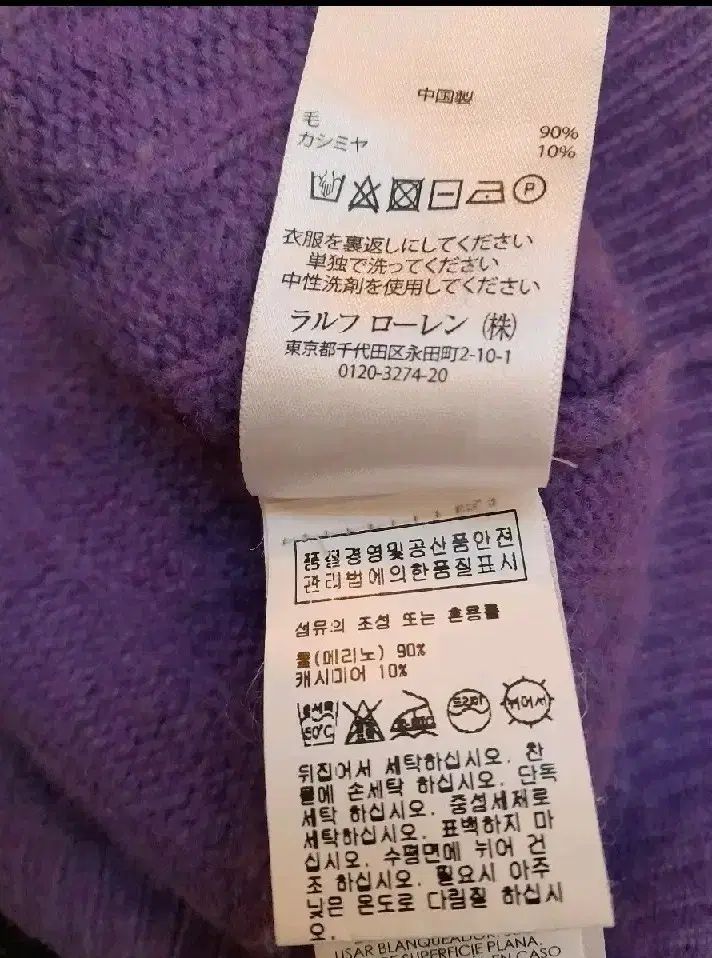 中国製
毛 90%
カシミヤ 10%
P
衣服を裏返しにしてください
単独で洗ってください
中性洗剤を使用してください
ラルフ ローレン (株)
東京都千代田区永田町2-10-1
0120-3274-20
품질경영및공산품안전
관리법에의한품질표시
섬유의 조성 또는 혼용률
울(메리노) 90%
캐시미어 10%
드라이
뉘어서
뒤집어서 세탁하십시오. 찬
물에 손세탁 하십시오. 단독
세탁 하십시오. 중성세제로
세탁하십시오. 표백하지 마
십시오. 수평면에 뉘어 건
조 하십시오. 필요시 아주
낮은 온도로 다림질 하십시
오.
USAR BLANQUEADOR.
SUPERFICIE PLANA.
EN CASO